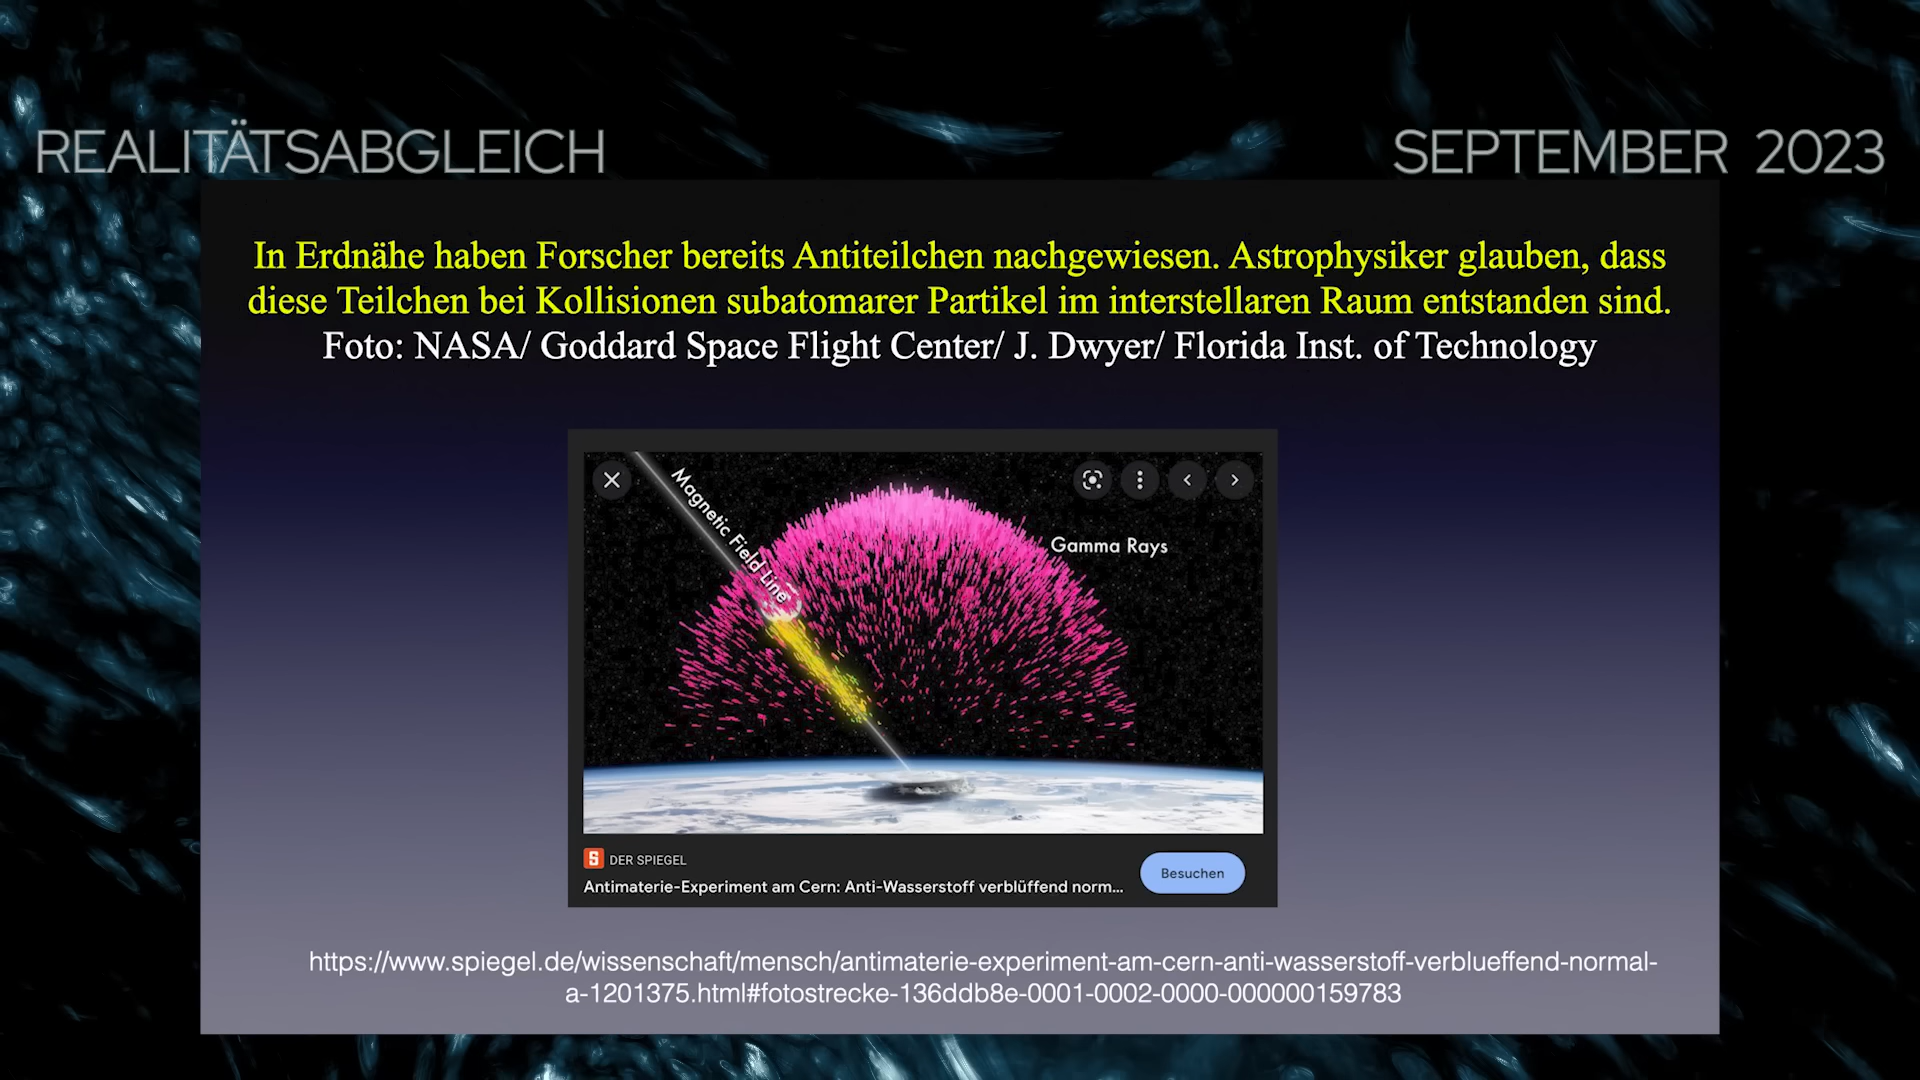 REALITÄTSABGLEICH
SEPTEMBER 2023
In Erdnähe haben Forscher bereits Antiteilchen nachgewiesen. Astrophysiker glauben, dass
diese Teilchen bei Kollisionen subatomarer Partikel im interstellaren Raum entstanden sind.
Foto: NASA/ Goddard Space Flight Center/ J. Dwyer/ Florida Inst. of Technology
Magnetic Field Line
Gamma Rays
S DER SPIEGEL
Antimaterie-Experiment am Cern: Anti-Wasserstoff verblüffend norm...
Besuchen
https://www.spiegel.de/wissenschaft/mensch/antimaterie-experiment-am-cern-anti-wasserstoff-verblueffend-normal-
a-1201375.html#fotostrecke-136ddb8e-0001-0002-0000-000000159783